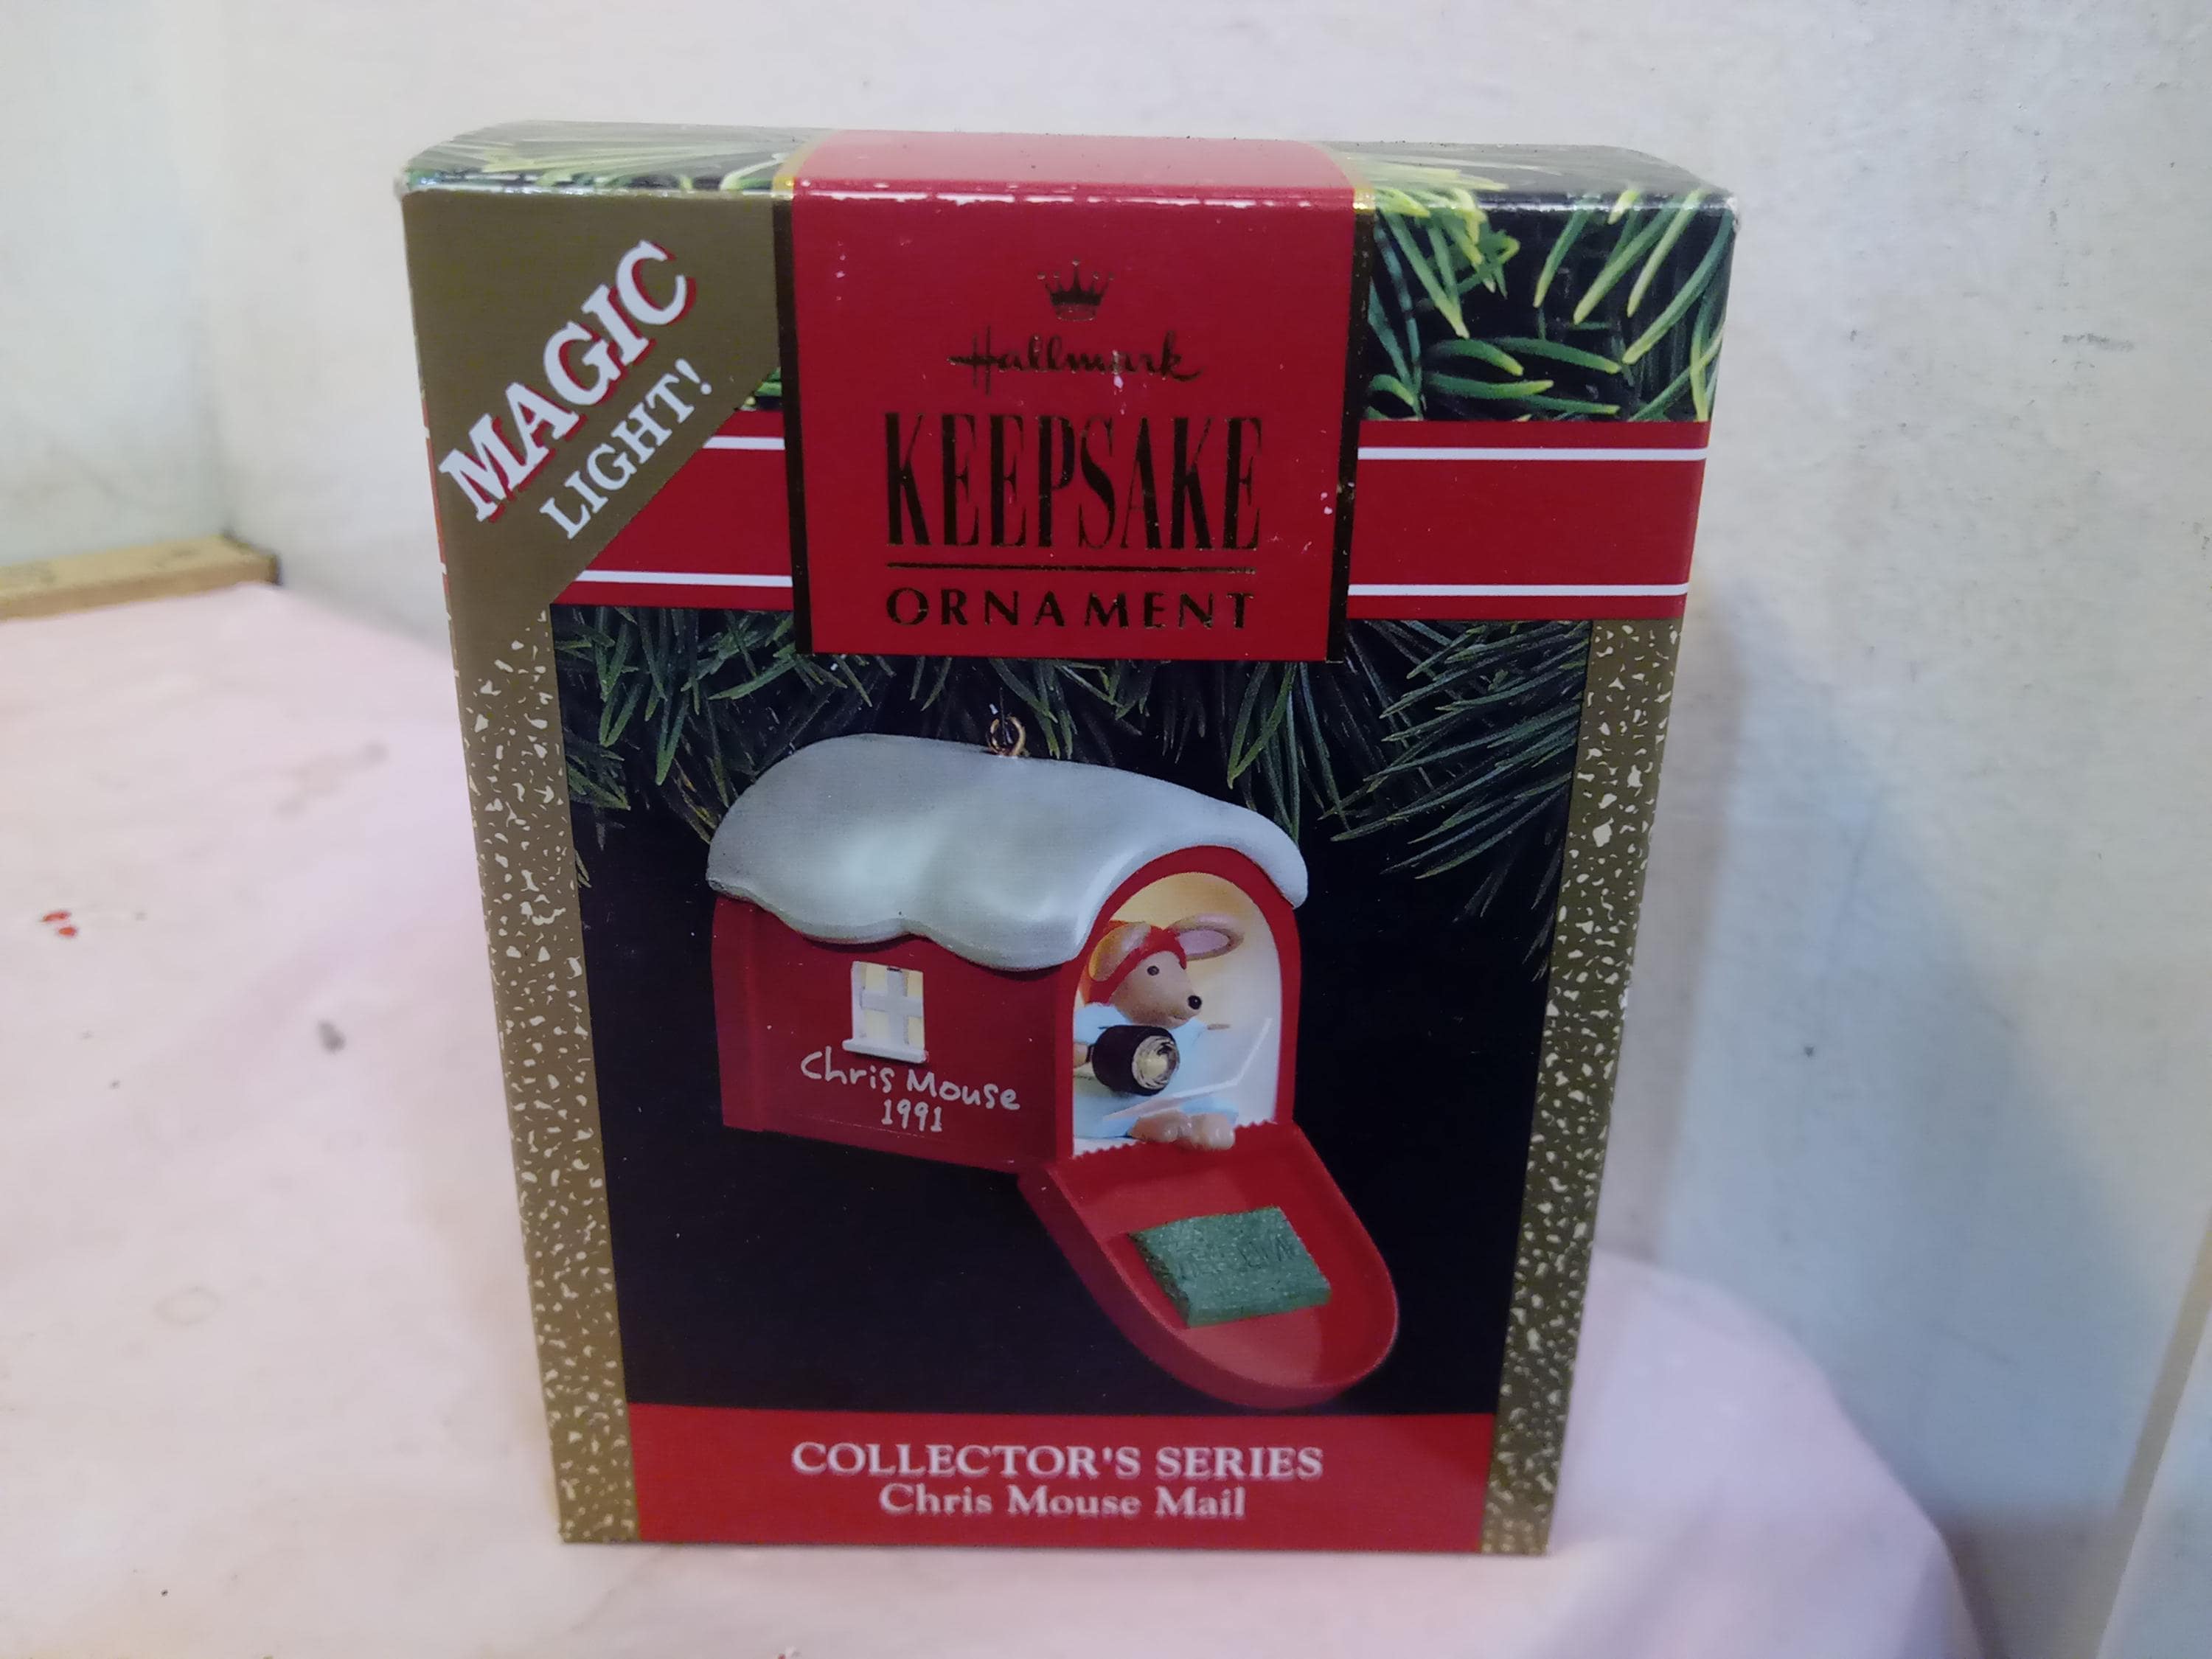 MAGIC
LIGHT!
Hallmark
KEEPSAKE
ORNAMENT
Chris Mouse
1991
COLLECTOR'S SERIES
Chris Mouse Mail